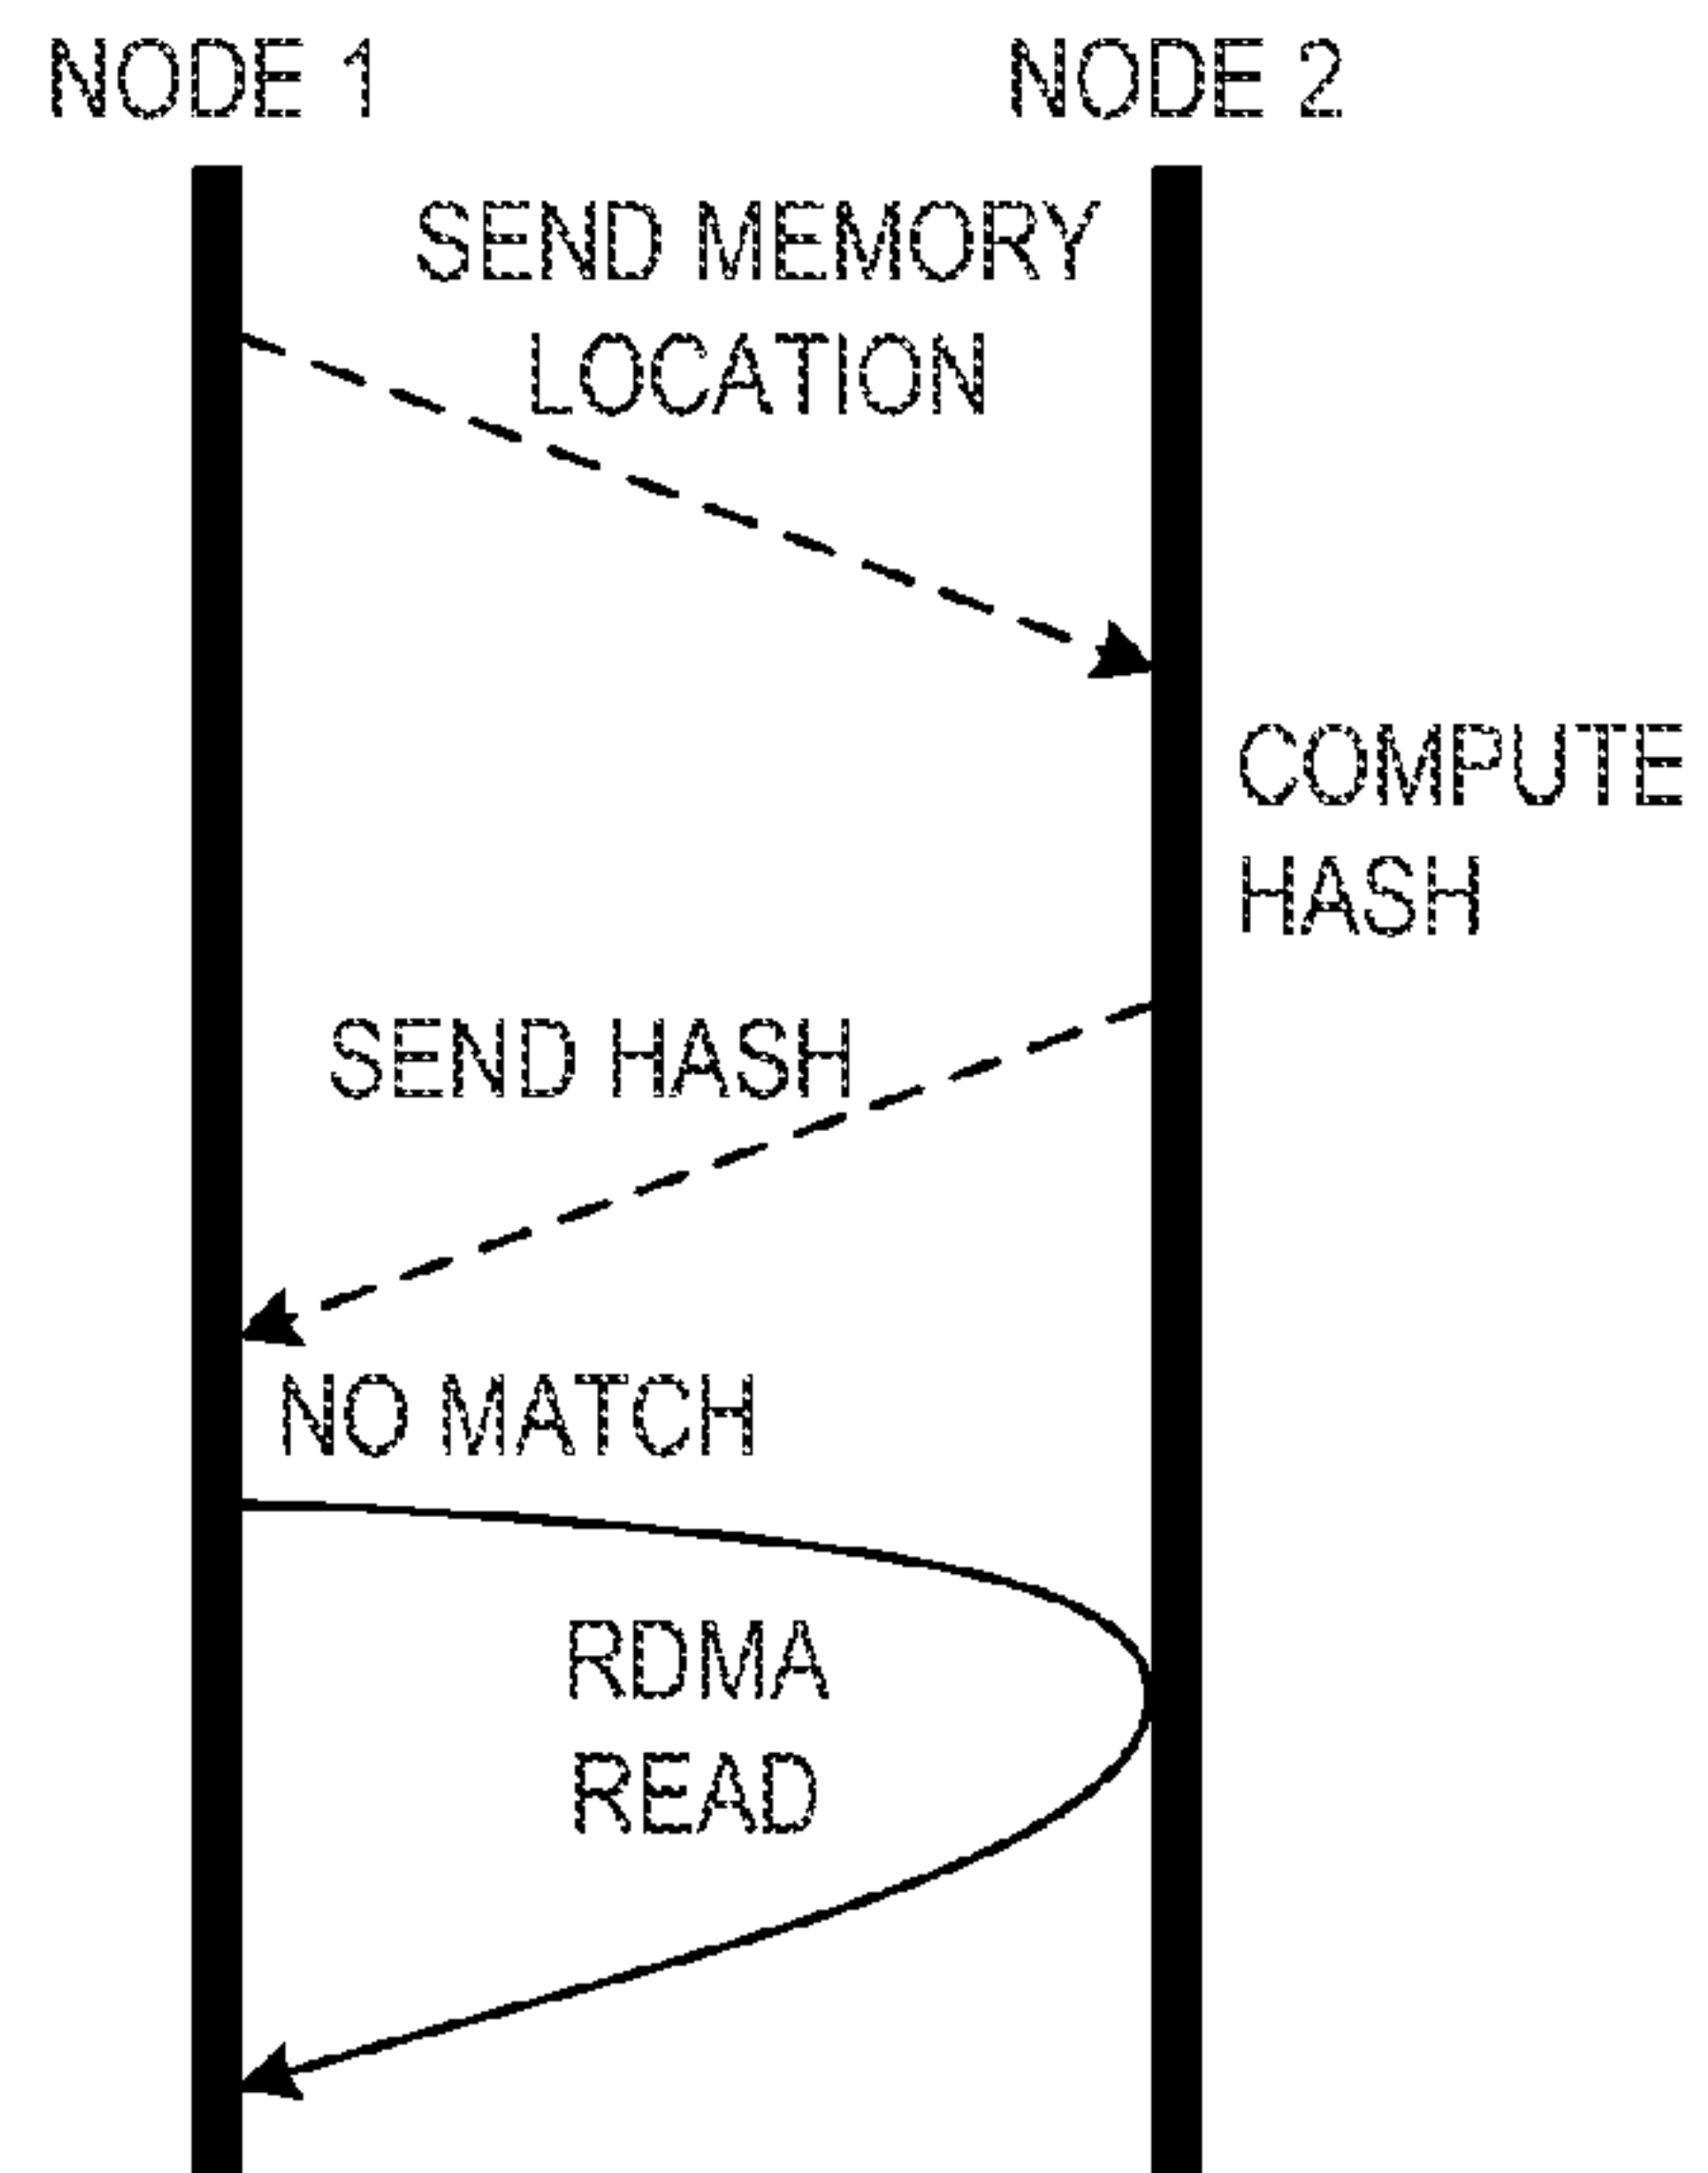 NODE 1
NODE 2
SEND MEMORY
LOCATION
COMPUTE
HASH
SEND HASH
NO MATCH
RDMA
READ